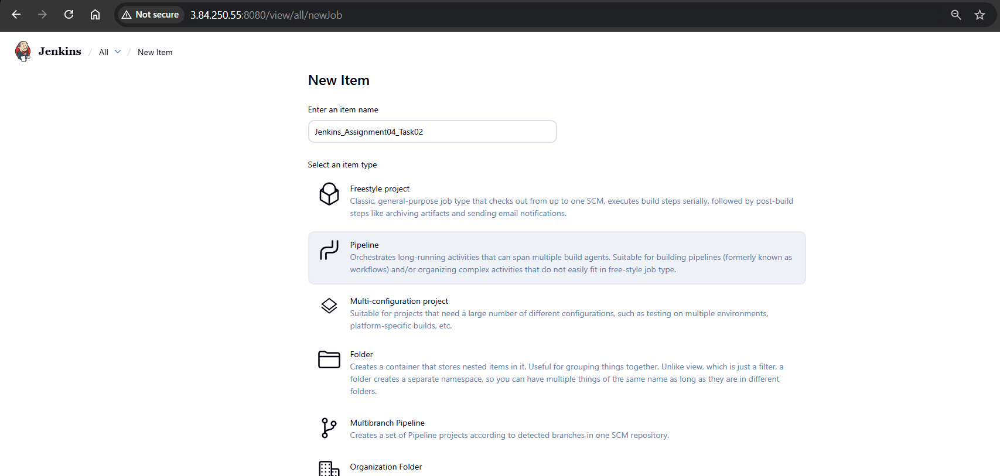 Not secure 3.84.250.55:8080/view/all/newJob
Jenkins / All / New Item
New Item
Enter an item name
Jenkins_Assignment04_Task02
Select an item type
Freestyle project
Classic, general-purpose job type that checks out from up to one SCM, executes build steps serially, followed by post-build
steps like archiving artifacts and sending email notifications.
Pipeline
Orchestrates long-running activities that can span multiple build agents. Suitable for building pipelines (formerly known as
workflows) and/or organizing complex activities that do not easily fit in free-style job type.
Multi-configuration project
Suitable for projects that need a large number of different configurations, such as testing on multiple environments,
platform-specific builds, etc.
Folder
Creates a container that stores nested items in it. Useful for grouping things together. Unlike view, which is just a filter, a
folder creates a separate namespace, so you can have multiple things of the same name as long as they are in different
folders.
Multibranch Pipeline
Creates a set of Pipeline projects according to detected branches in one SCM repository.
Organization Folder